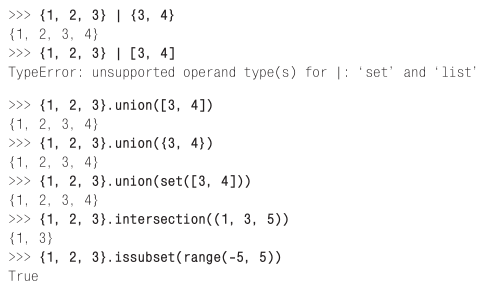 >>> {1, 2, 3} | {3, 4}
{1, 2, 3, 4}
>>> {1, 2, 3} | [3, 4]
TypeError: unsupported operand type(s) for |: ‘set’ and ‘list’
>>> {1, 2, 3}.union([3, 4])
{1, 2, 3, 4}
>>> {1, 2, 3}.union({3, 4})
{1, 2, 3, 4}
>>> {1, 2, 3}.union(set([3, 4]))
{1, 2, 3, 4}
>>> {1, 2, 3}.intersection((1, 3, 5))
{1, 3}
>>> {1, 2, 3}.issubset(range(-5, 5))
True